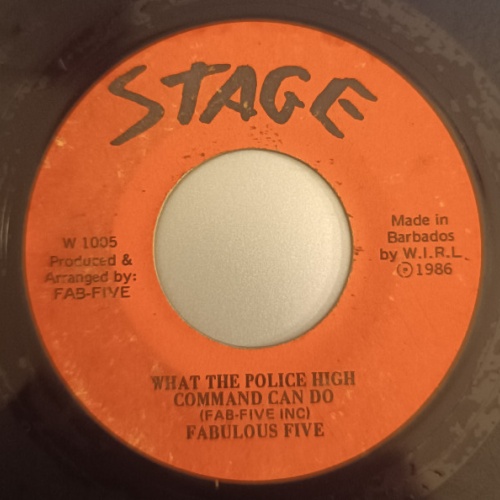 STAGE
W 1005
Produced &
Arranged by:
FAB-FIVE
Made in
Barbados
by W.I.R.L.
℗1986
WHAT THE POLICE HIGH
COMMAND CAN DO
(FAB-FIVE INC)
FABULOUS FIVE